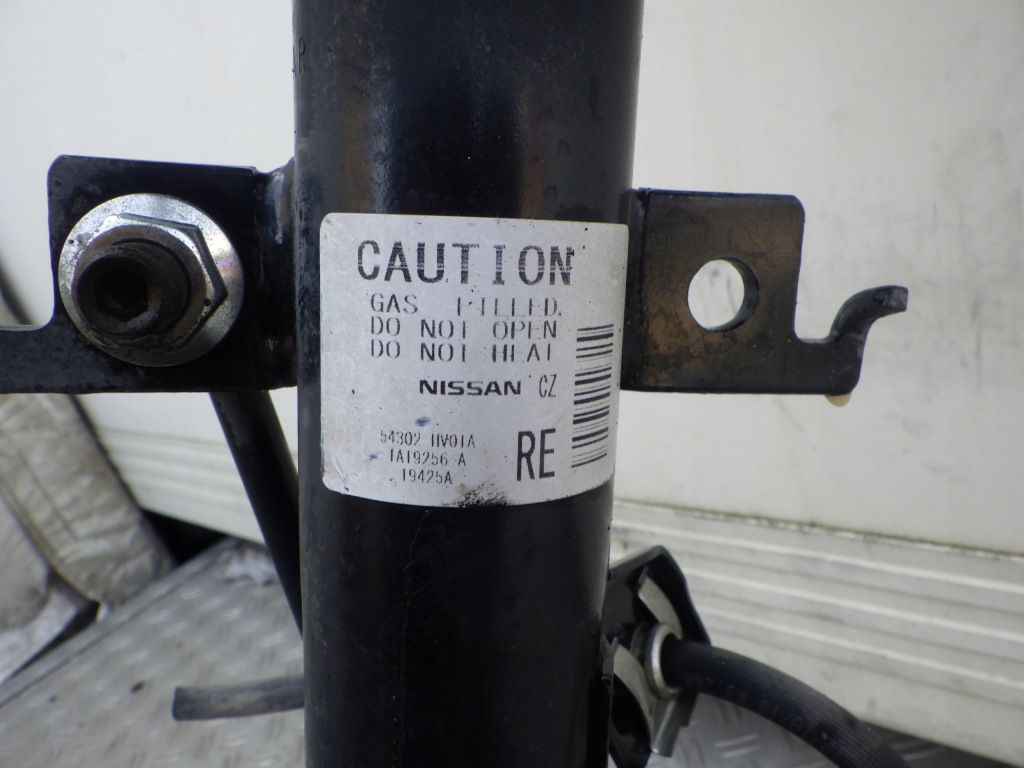 CAUTION
GAS FILLED.
DO NOT OPEN
DO NOT HEAT
NISSAN CZ
54302 HV01A
1A19256 A
19425A
RE